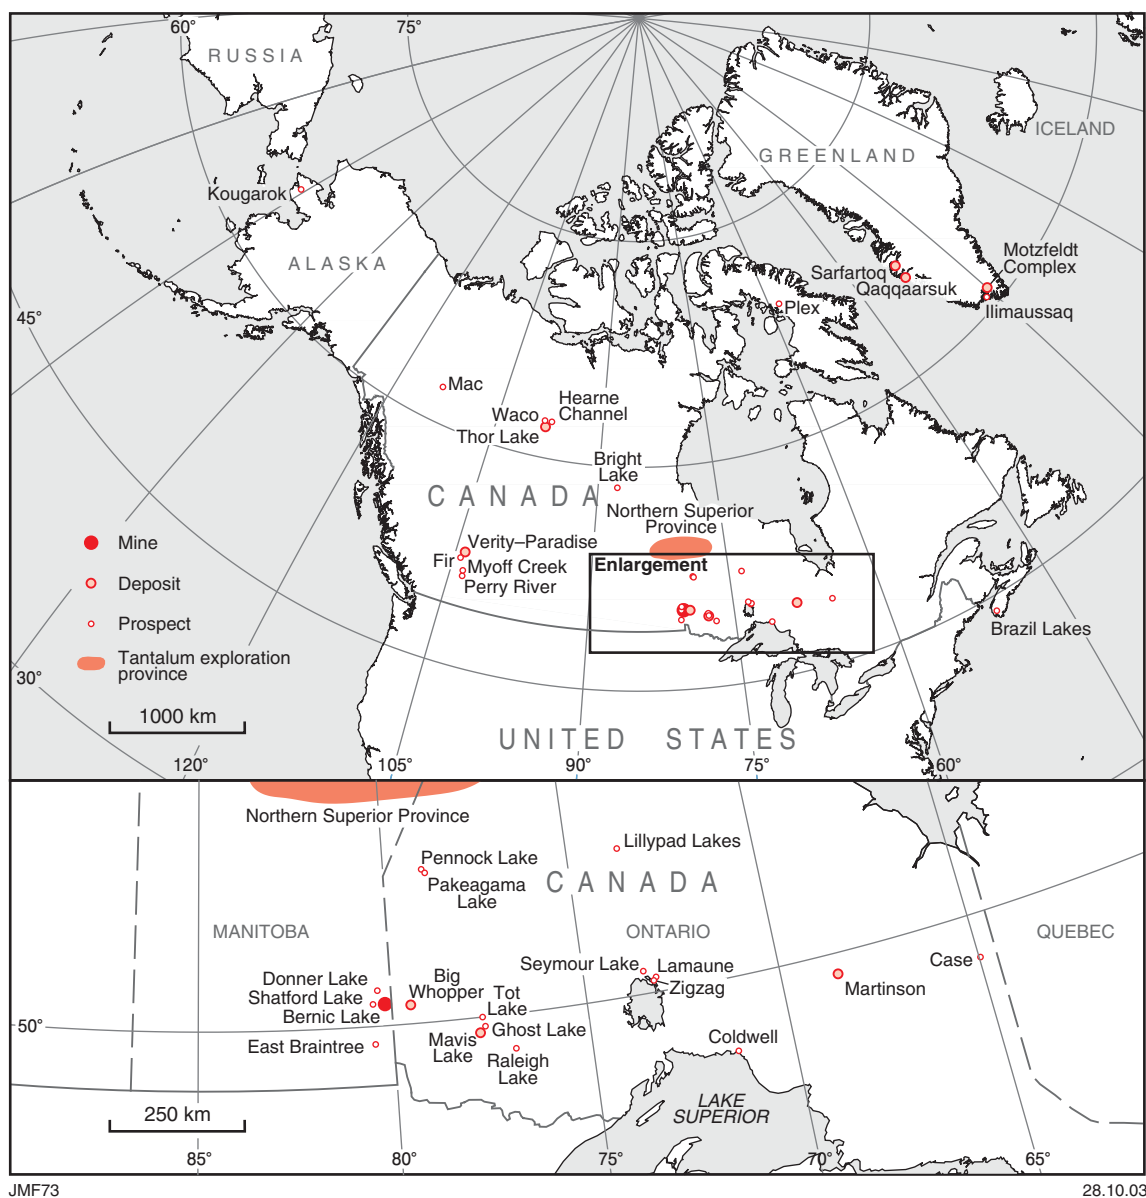 60°
75°
RUSSIA
ICELAND
GREENLAND
Kougarok
ALASKA
Motzfeldt
Complex
Sarfartoq
Qaqqaarsuk
Ilimaussaq
Plex
45°
Mac
Hearne
Channel
Waco
Thor Lake
Bright
Lake
CANADA
Northern Superior
Province
Verity–Paradise
Fir
Myoff Creek
Perry River
Enlargement
Brazil Lakes
Mine
Deposit
Prospect
Tantalum exploration
province
30°
1000 km
UNITED STATES
120°
105°
90°
75°
60°
Northern Superior Province
Lillypad Lakes
Pennock Lake
Pakeagama
Lake
CANADA
MANITOBA
ONTARIO
QUEBEC
Seymour Lake
Lamaune
Zigzag
Case
Martinson
Donner Lake
Shatford Lake
Bernic Lake
Big
Whopper
Tot
Lake
Ghost Lake
Mavis
Lake
Raleigh
Lake
50°
East Braintree
Coldwell
250 km
LAKE
SUPERIOR
85°
80°
75°
70°
65°
JMF73
28.10.03